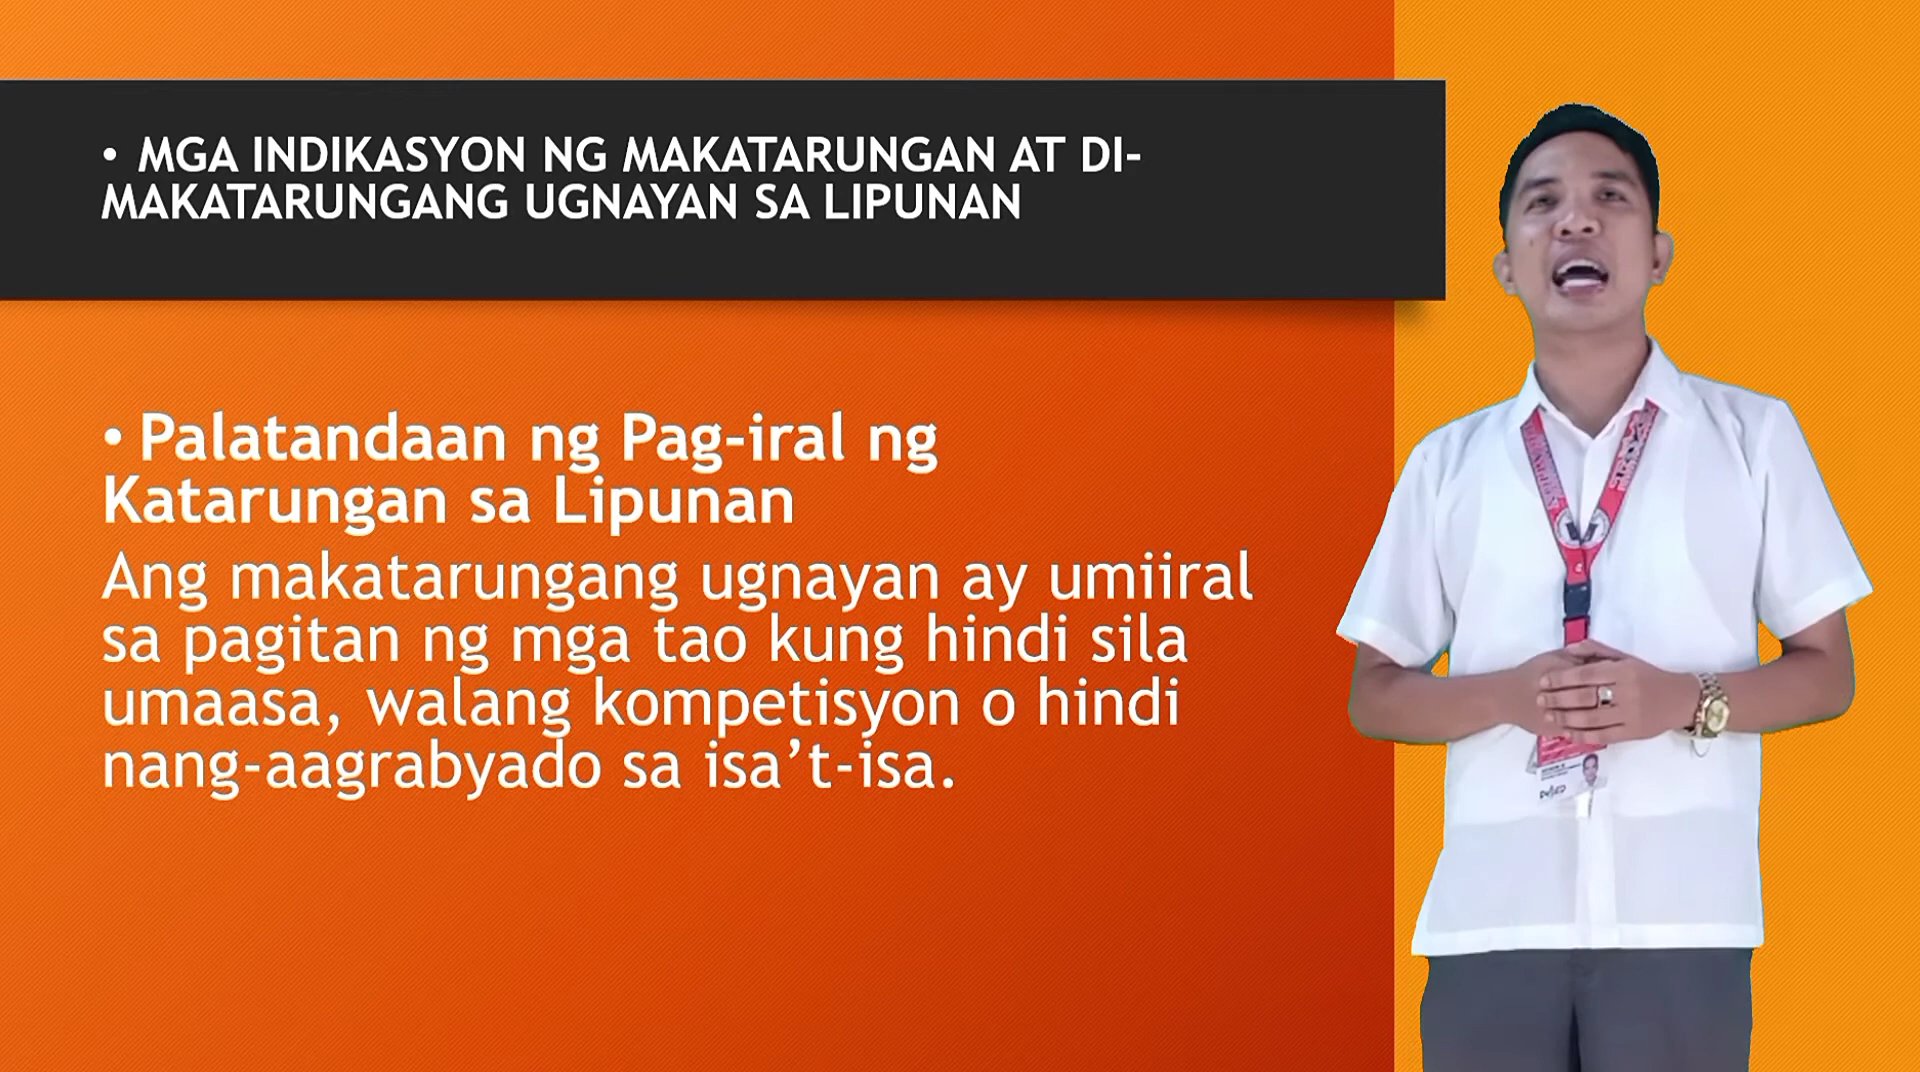 • MGA INDIKASYON NG MAKATARUNGAN AT DI-
MAKATARUNGANG UGNAYAN SA LIPUNAN
• Palatandaan ng Pag-iral ng
Katarungan sa Lipunan
Ang makatarungang ugnayan ay umiiral
sa pagitan ng mga tao kung hindi sila
umaasa, walang kompetisyon o hindi
nang-aagrabyado sa isa’t-isa.
DepED